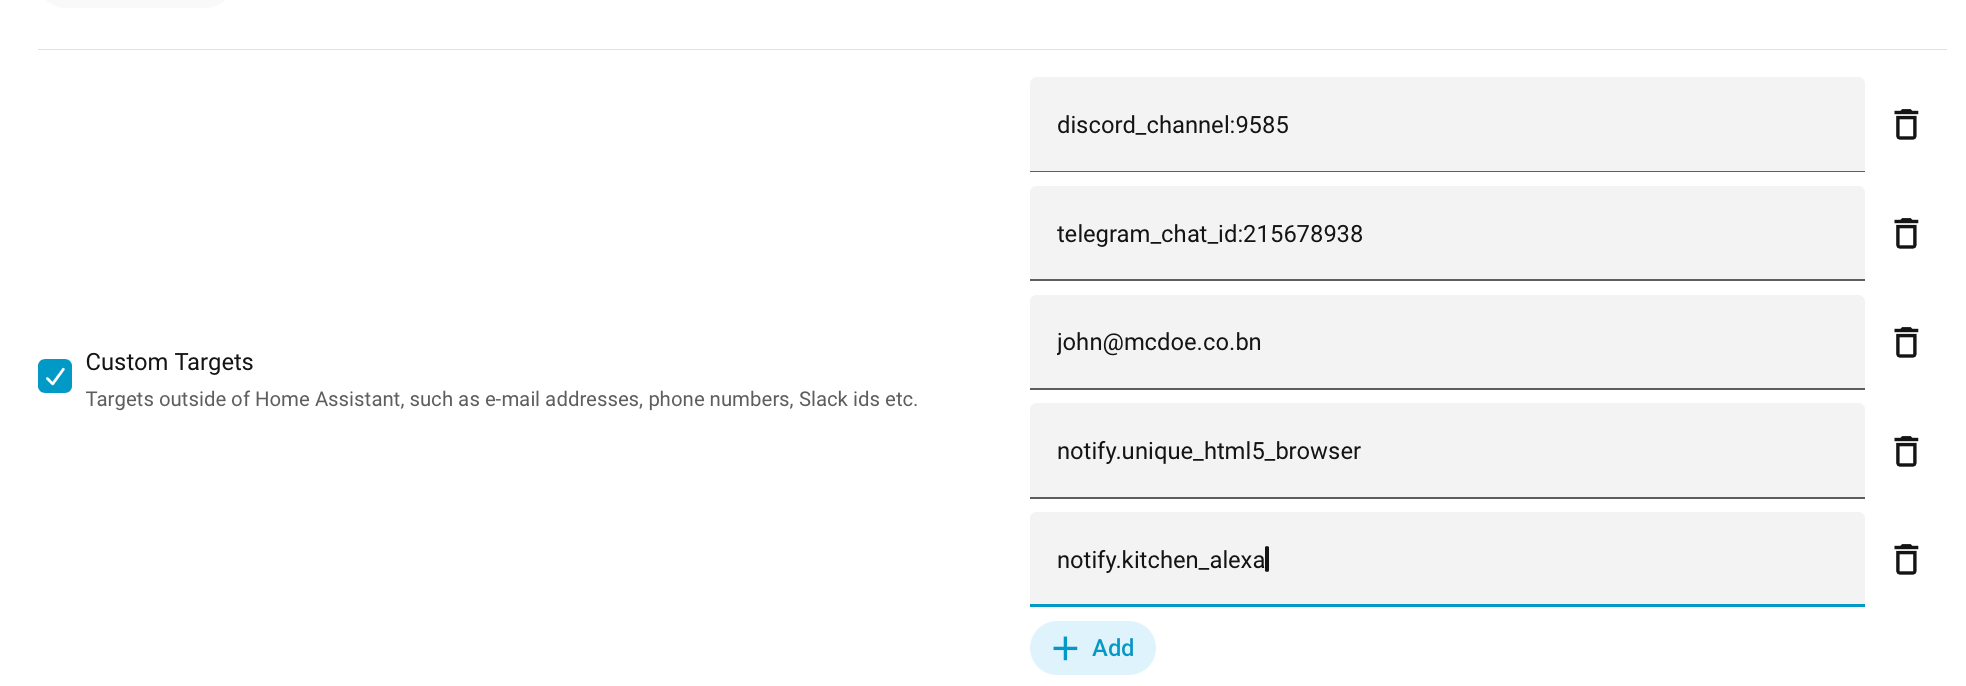 discord_channel:9585
telegram_chat_id:215678938
john@mcdoe.co.bn
Custom Targets
Targets outside of Home Assistant, such as e-mail addresses, phone numbers, Slack ids etc.
notify.unique_html5_browser
notify.kitchen_alexa
Add